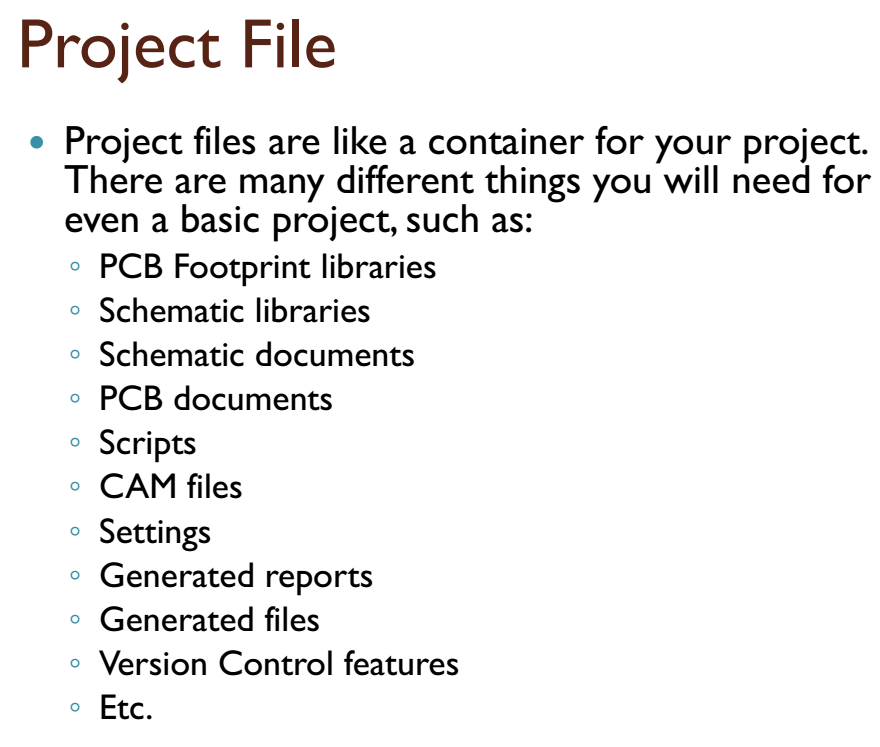 Project File
• Project files are like a container for your project.
There are many different things you will need for
even a basic project, such as:
◦ PCB Footprint libraries
◦ Schematic libraries
◦ Schematic documents
◦ PCB documents
◦ Scripts
◦ CAM files
◦ Settings
◦ Generated reports
◦ Generated files
◦ Version Control features
◦ Etc.